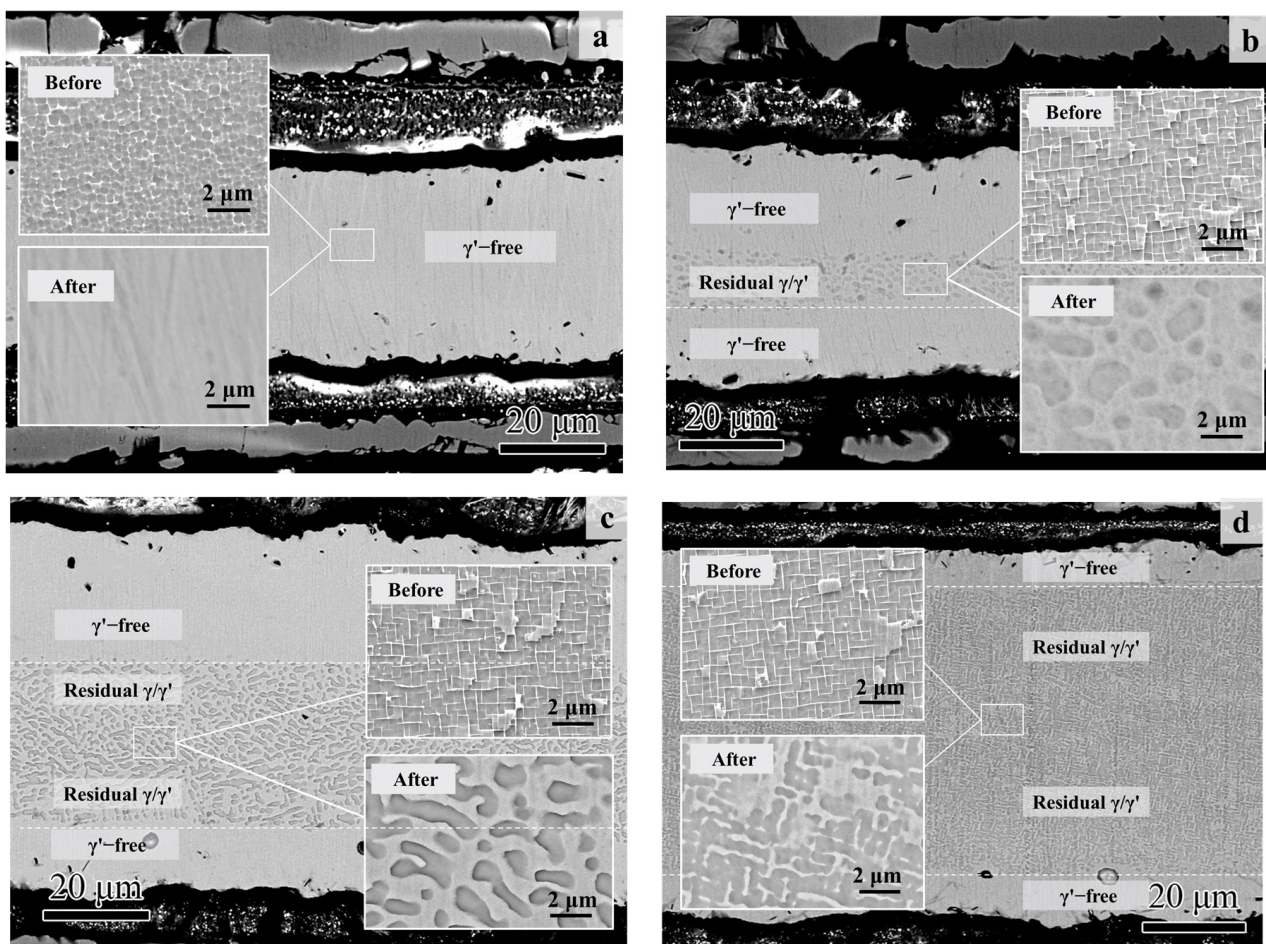 a
Before
2 μm
γ'−free
After
2 μm
20 μm
b
Before
γ'−free
2 μm
Residual γ/γ'
After
γ'−free
2 μm
20 μm
c
Before
γ'−free
Residual γ/γ'
2 μm
After
Residual γ/γ'
γ'−free
20 μm
2 μm
d
γ'−free
Before
Residual γ/γ'
2 μm
After
Residual γ/γ'
2 μm
γ'−free
20 μm